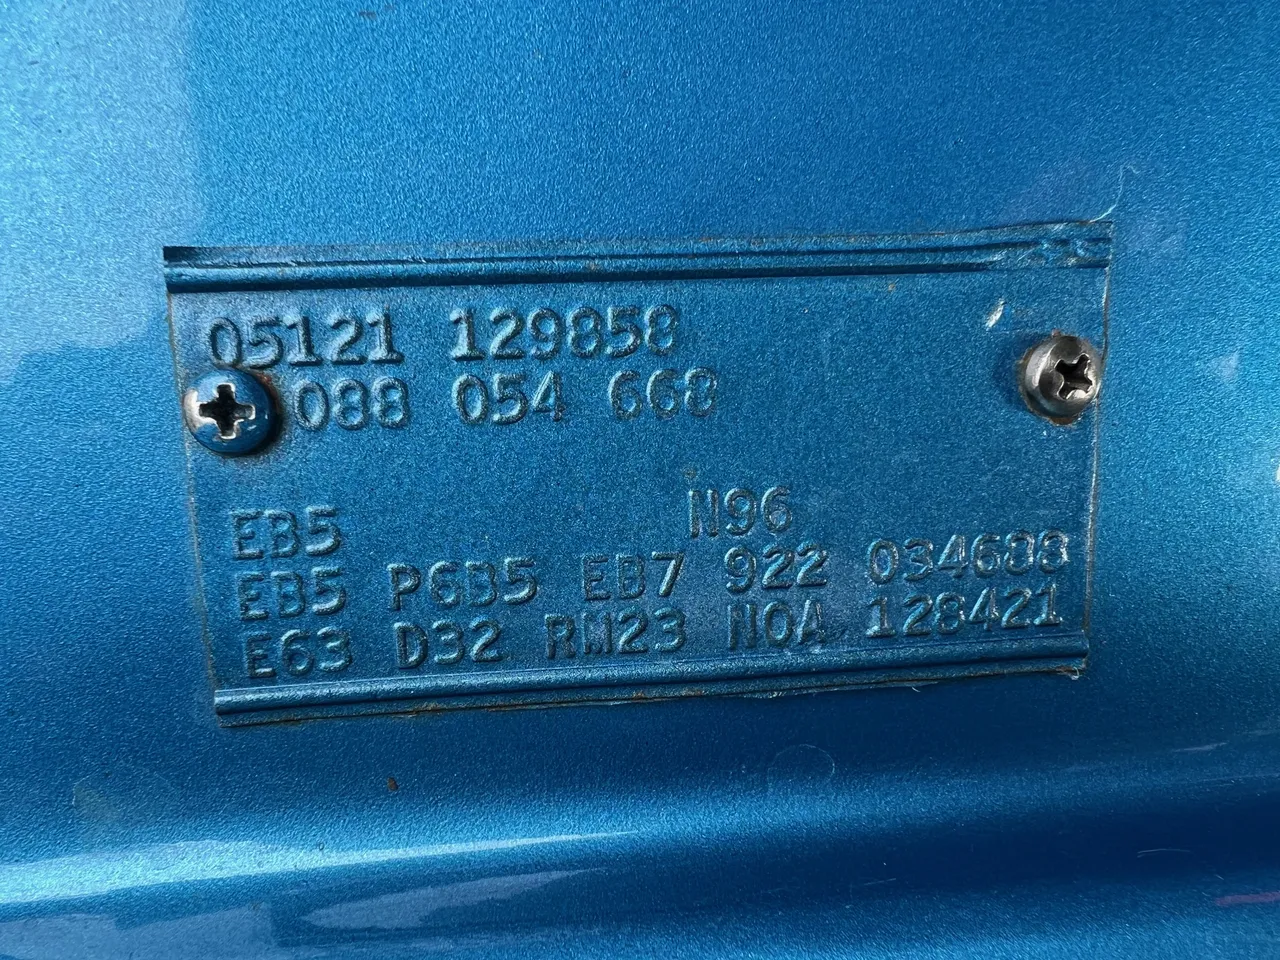 05121 129858
088 054 668
EB5 N96
EB5 P6B5 EB7 922 034688
E63 D32 RM23 N0A 128421